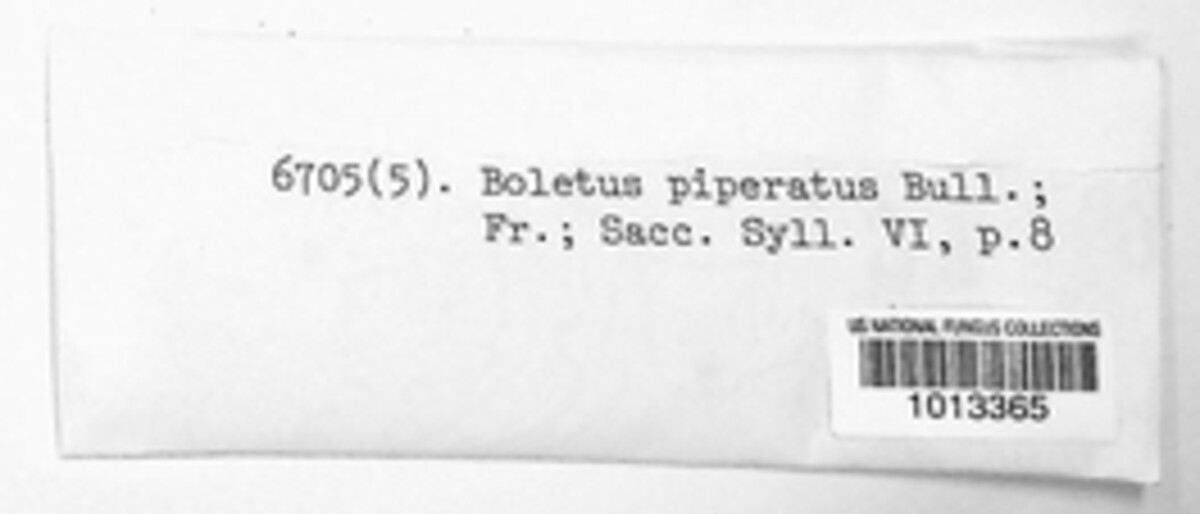 6705(5). Boletus piperatus Bull.;
Fr.; Sacc. Syll. VI, p.8
US NATIONAL FUNGUS COLLECTIONS
1013365